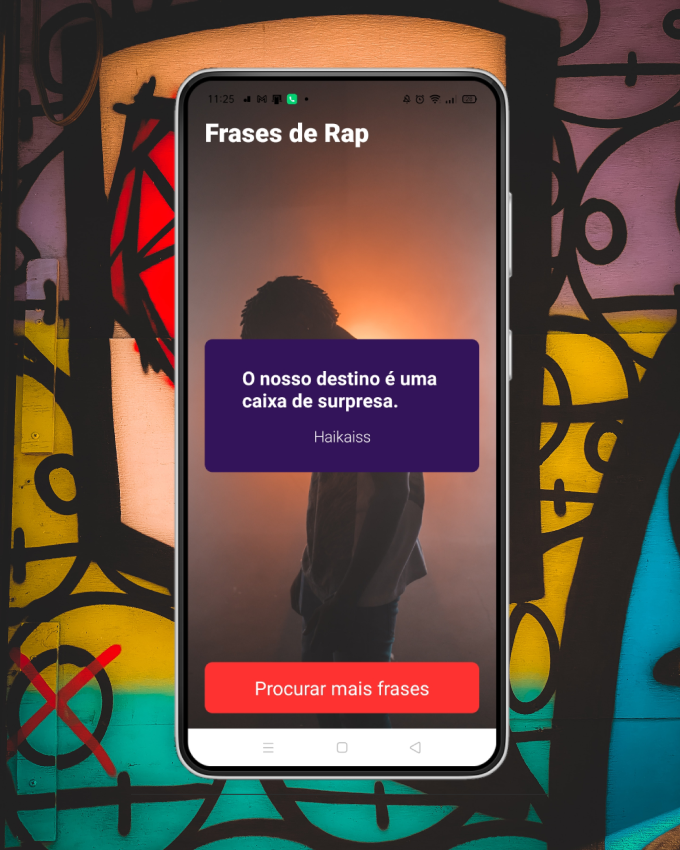 11:25
Frases de Rap
O nosso destino é uma
caixa de surpresa.
Haikaiss
Procurar mais frases